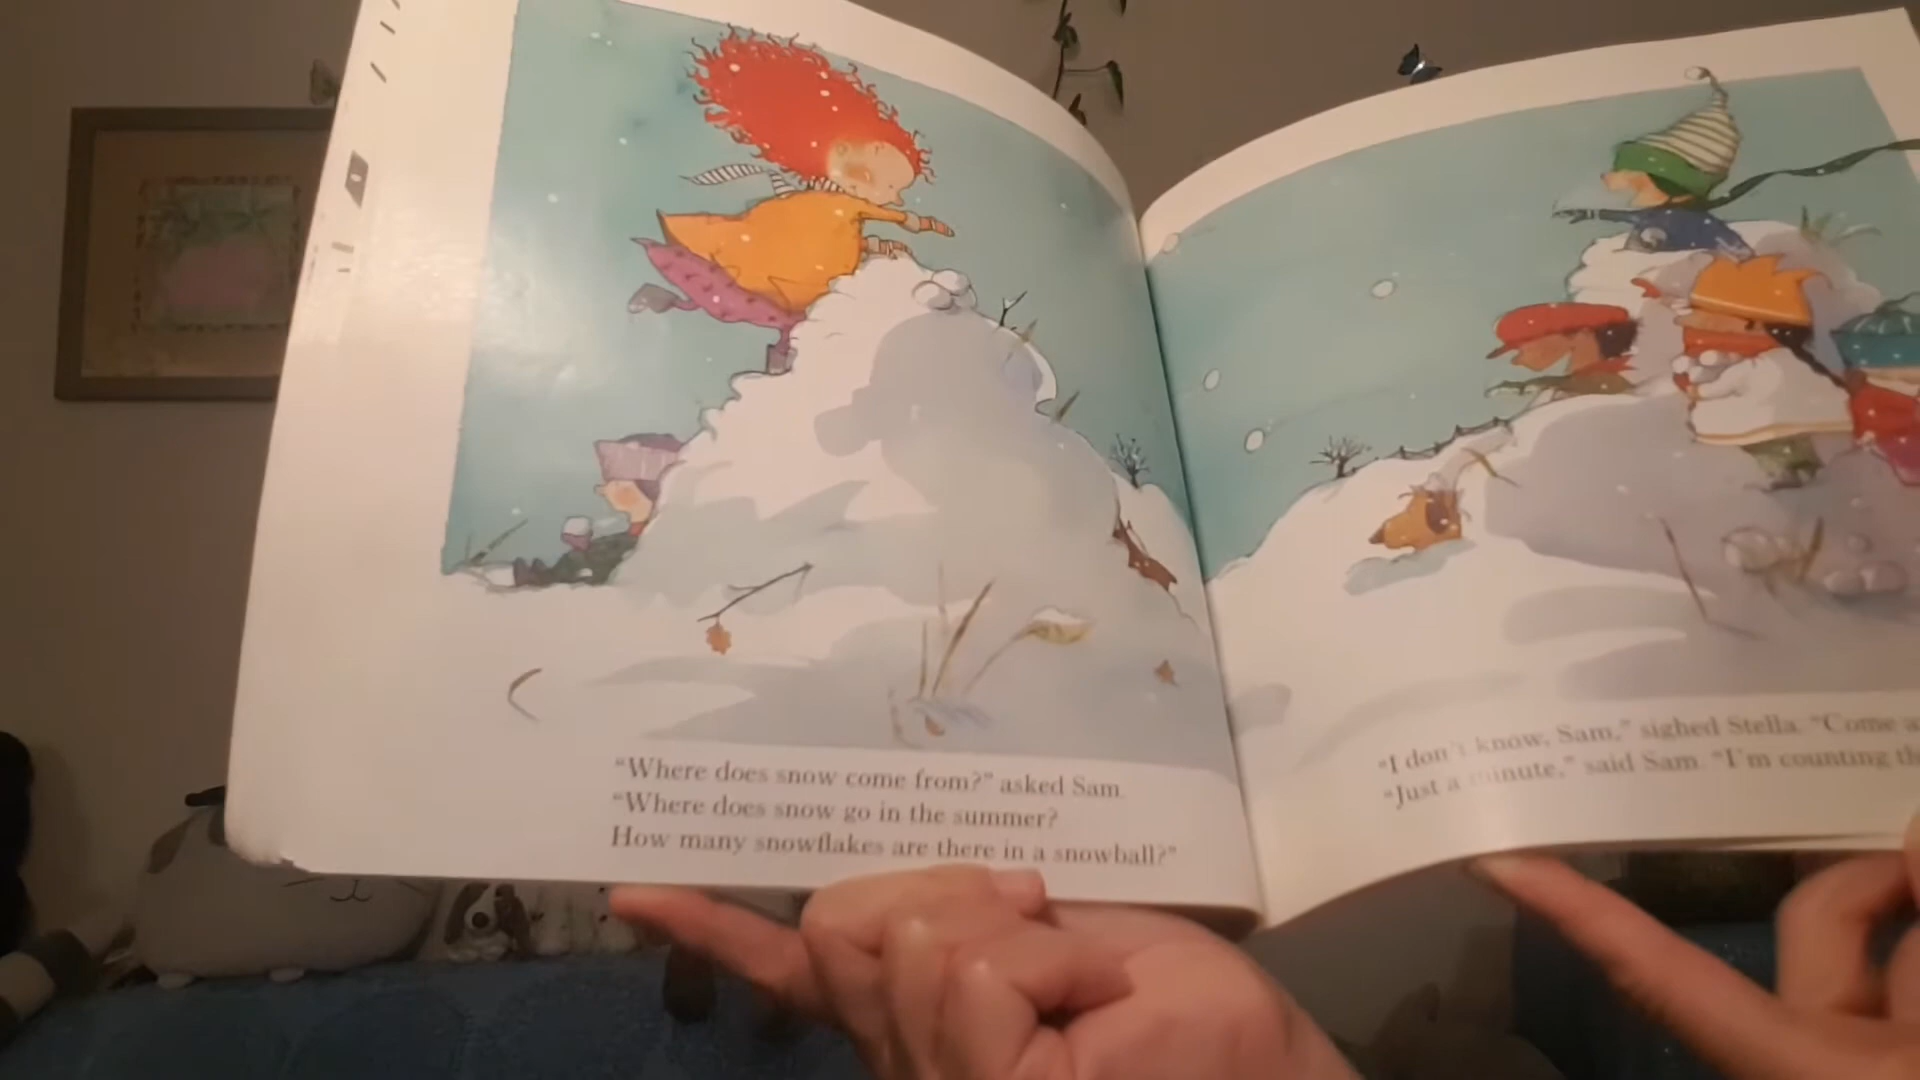 “Where does snow come from?” asked Sam.
“Where does snow go in the summer?
How many snowflakes are there in a snowball?”
“I don't know, Sam,” sighed Stella. “Come
“Just a minute,” said Sam. “I'm counting